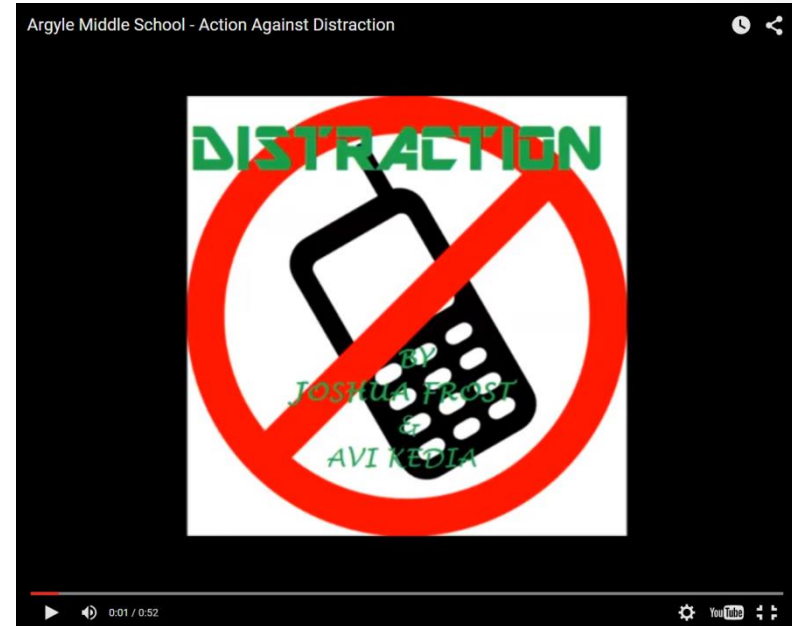 Argyle Middle School - Action Against Distraction
DISTRACTION
BY
JOSHUA FROST
&
AVI KEDIA
0:01 / 0:52
YouTube